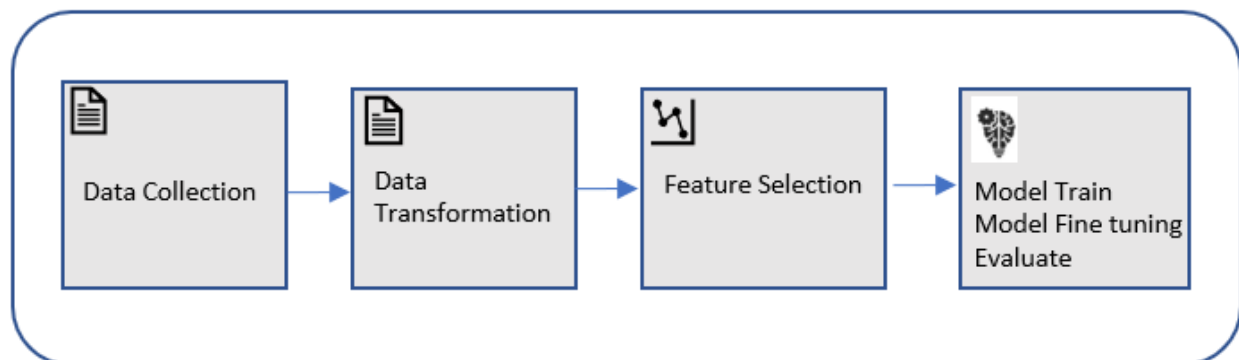 Data Collection
Data
Transformation
Feature Selection
Model Train
Model Fine tuning
Evaluate